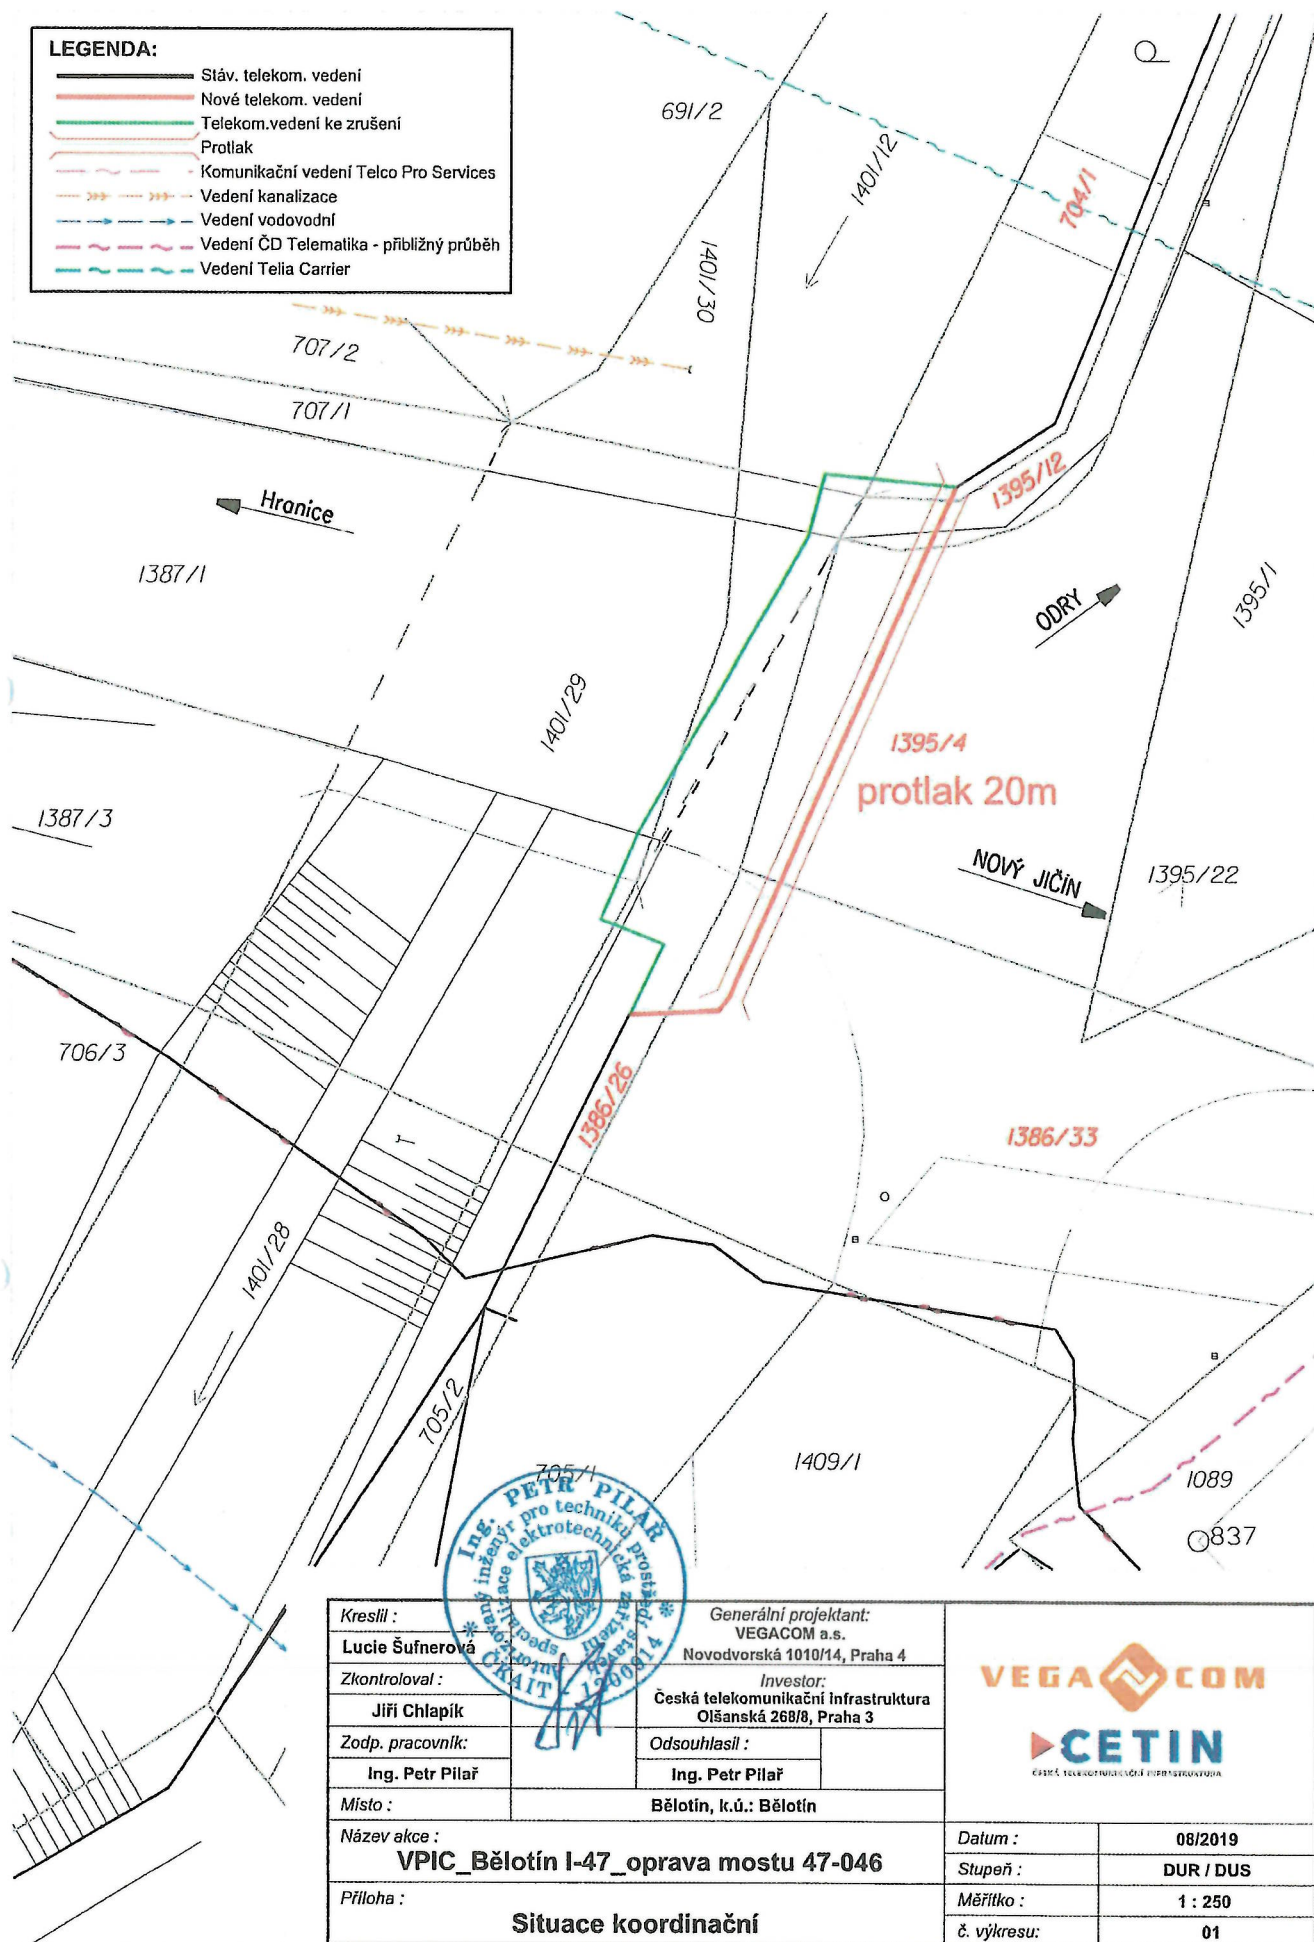 LEGENDA:
Stáv. telekom. vedení
Nové telekom. vedení
Telekom.vedení ke zrušení
Protlak
Komunikační vedení Telco Pro Services
Vedení kanalizace
Vedení vodovodní
Vedení ČD Telematika - přibližný průběh
Vedení Telia Carrier
691/2
1401/12
704/1
1401/30
707/2
707/1
1395/12
Hranice
1387/1
ODRY
1395/1
1401/29
1395/4
protlak 20m
1387/3
NOVÝ JIČÍN
1395/22
706/3
1386/26
1386/33
1401/28
705/2
705/1
1409/1
1089
837
Ing. PETR PILAŘ
Autorizovaný inženýr pro techniku prostředí staveb
specializace elektrotechnická zařízení
ČKAIT - 1200914
Kreslil :
Lucie Šufnerová
Zkontroloval :
Jiří Chlapík
Zodp. pracovník:
Ing. Petr Pilař
Generální projektant:
VEGACOM a.s.
Novodvorská 1010/14, Praha 4
Investor:
Česká telekomunikační infrastruktura
Olšanská 268/8, Praha 3
Odsouhlasil :
Ing. Petr Pilař
VEGA COM
CETIN
ČESKÁ TELEKOMUNIKAČNÍ INFRASTRUKTURA
Místo :
Bělotín, k.ú.: Bělotín
Název akce :
VPIC_Bělotín I-47_oprava mostu 47-046
Příloha :
Situace koordinační
Datum :
08/2019
Stupeň :
DUR / DUS
Měřítko :
1 : 250
č. výkresu:
01